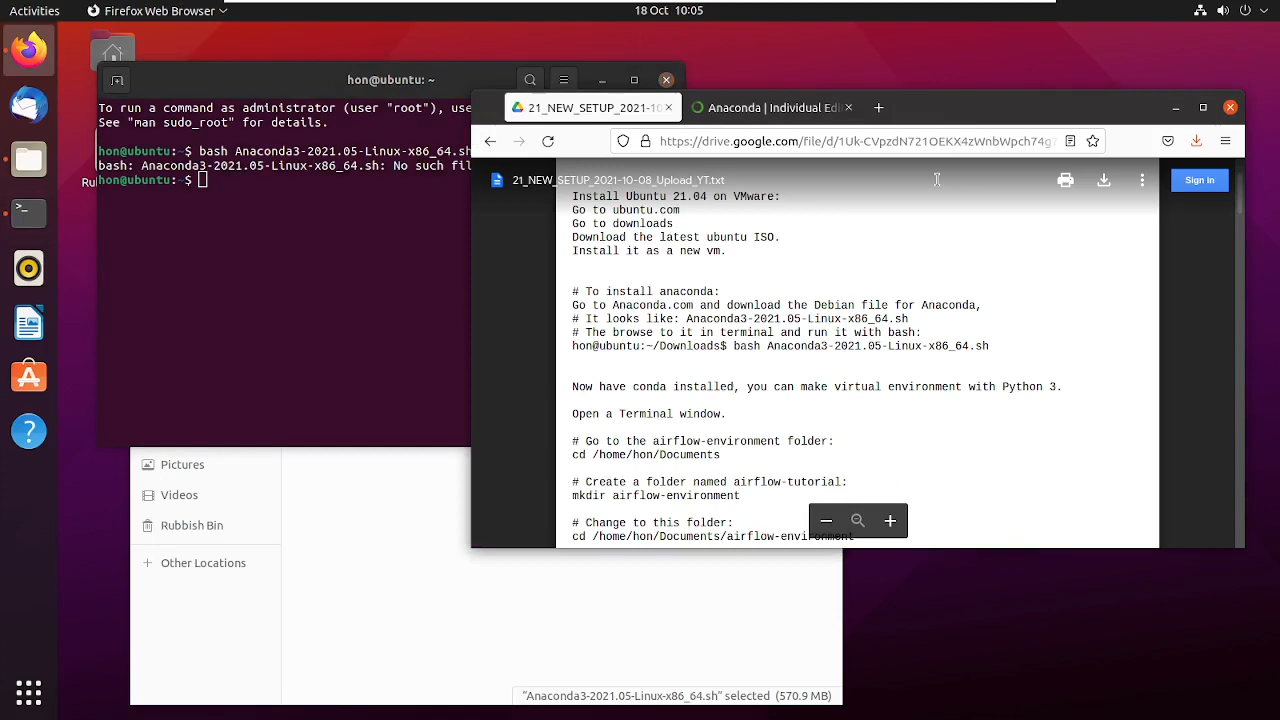 Activities
Firefox Web Browser
18 Oct 10:05
hon@ubuntu: ~
To run a command as administrator (user "root"), use
See "man sudo_root" for details.
hon@ubuntu:~$ bash Anaconda3-2021.05-Linux-x86_64.sh
bash: Anaconda3-2021.05-Linux-x86_64.sh: No such fil
hon@ubuntu:~$
Ru
21_NEW_SETUP_2021-10
Anaconda | Individual Edi
https://drive.google.com/file/d/1Uk-CVpzdN721OEKX4zWnbWpch74g7
21_NEW_SETUP_2021-10-08_Upload_YT.txt
Sign in
Install Ubuntu 21.04 on VMware:
Go to ubuntu.com
Go to downloads
Download the latest ubuntu ISO.
Install it as a new vm.
# To install anaconda:
Go to Anaconda.com and download the Debian file for Anaconda,
# It looks like: Anaconda3-2021.05-Linux-x86_64.sh
# The browse to it in terminal and run it with bash:
hon@ubuntu:~/Downloads$ bash Anaconda3-2021.05-Linux-x86_64.sh
Now have conda installed, you can make virtual environment with Python 3.
Open a Terminal window.
# Go to the airflow-environment folder:
cd /home/hon/Documents
# Create a folder named airflow-tutorial:
mkdir airflow-environment
# Change to this folder:
cd /home/hon/Documents/airflow-environment
Pictures
Videos
Rubbish Bin
Other Locations
“Anaconda3-2021.05-Linux-x86_64.sh” selected (570.9 MB)